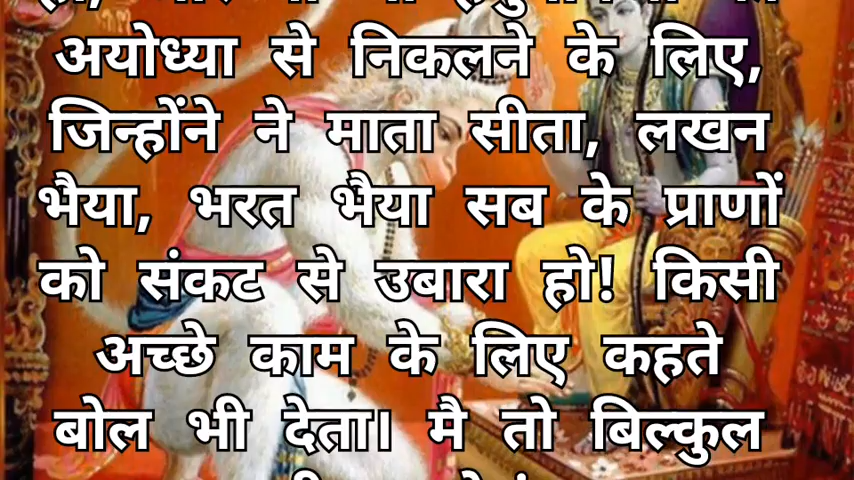 अयोध्या से निकलने के लिए,
जिन्होंने ने माता सीता, लखन
भैया, भरत भैया सब के प्राणों
को संकट से उबारा हो! किसी
अच्छे काम के लिए कहते
बोल भी देता। मै तो बिल्कुल